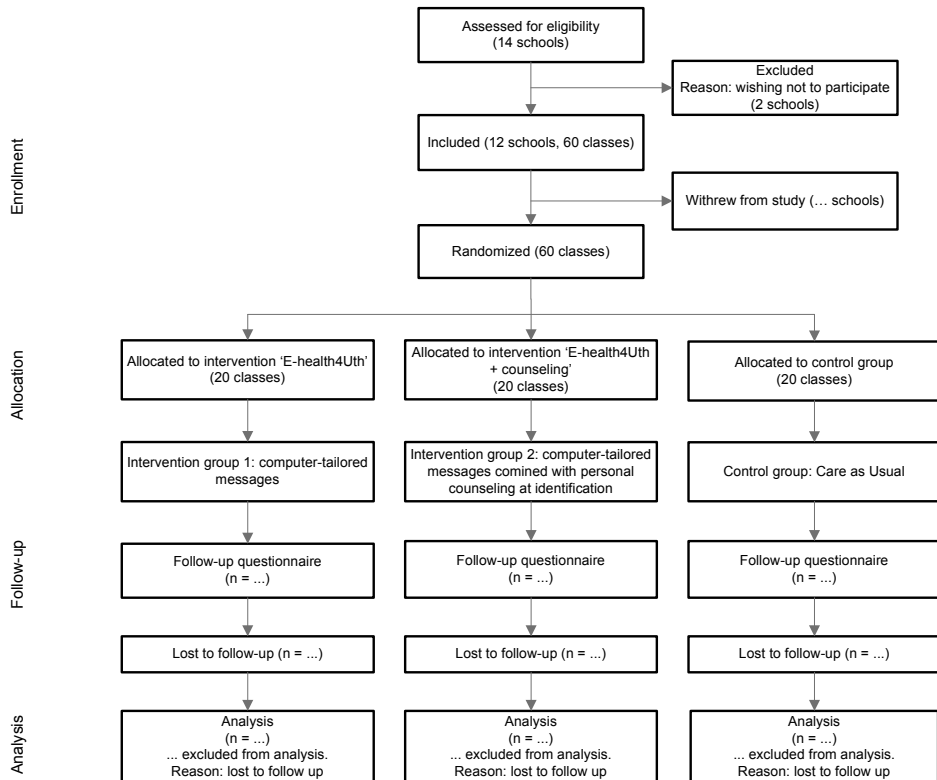 Assessed for eligibility
(14 schools)
Excluded
Reason: wishing not to participate
(2 schools)
Included (12 schools, 60 classes)
Enrollment
Withrew from study (… schools)
Randomized (60 classes)
Allocation
Allocated to intervention ‘E-health4Uth’
(20 classes)
Allocated to intervention ‘E-health4Uth
+ counseling’
(20 classes)
Allocated to control group
(20 classes)
Intervention group 1: computer-tailored
messages
Intervention group 2: computer-tailored
messages comined with personal
counseling at identification
Control group: Care as Usual
Follow-up
Follow-up questionnaire
(n = ...)
Follow-up questionnaire
(n = ...)
Follow-up questionnaire
(n = ...)
Lost to follow-up (n = ...)
Lost to follow-up (n = ...)
Lost to follow-up (n = ...)
Analysis
Analysis
(n = ...)
... excluded from analysis.
Reason: lost to follow up
Analysis
(n = ...)
... excluded from analysis.
Reason: lost to follow up
Analysis
(n = ...)
... excluded from analysis.
Reason: lost to follow up